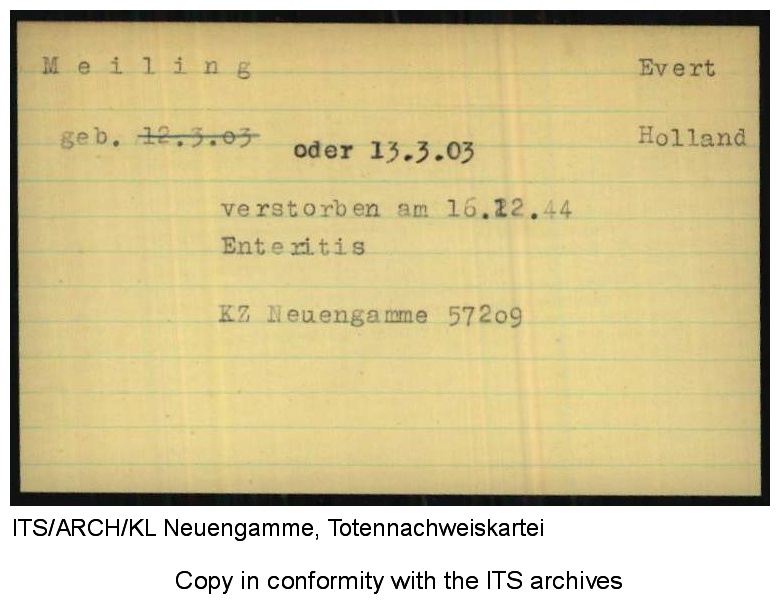 M e i l i n g Evert
geb. 12.3.03 oder 13.3.03 Holland
verstorben am 16.12.44
Enteritis
KZ Neuengamme 57209
ITS/ARCH/KL Neuengamme, Totennachweiskartei
Copy in conformity with the ITS archives